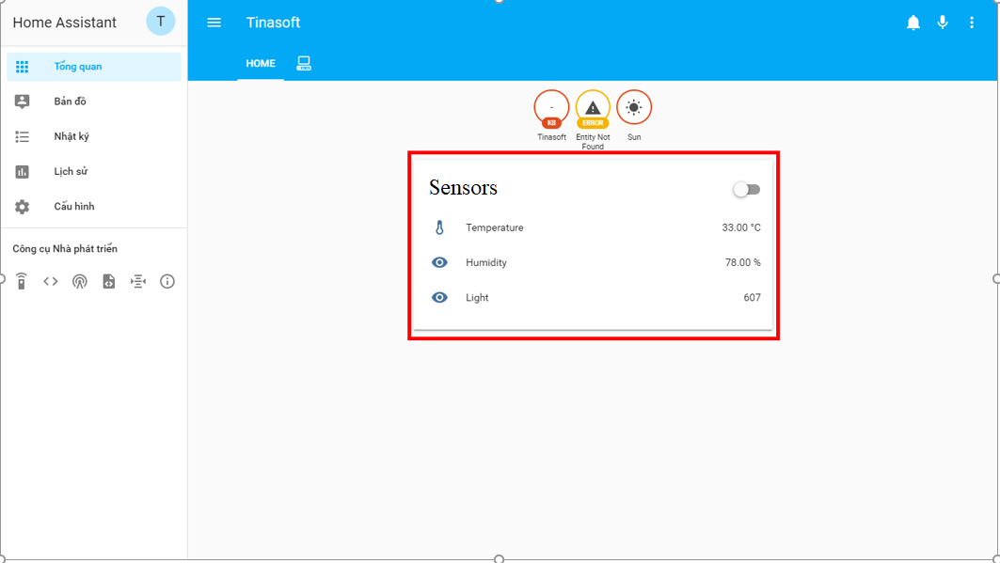 Home Assistant
T
Tinasoft
HOME
Tổng quan
Bản đồ
Nhật ký
Lịch sử
Cấu hình
Công cụ Nhà phát triển
-
KB
Tinasoft
ERROR
Entity Not
Found
Sun
Sensors
Temperature 33.00 °C
Humidity 78.00 %
Light 607